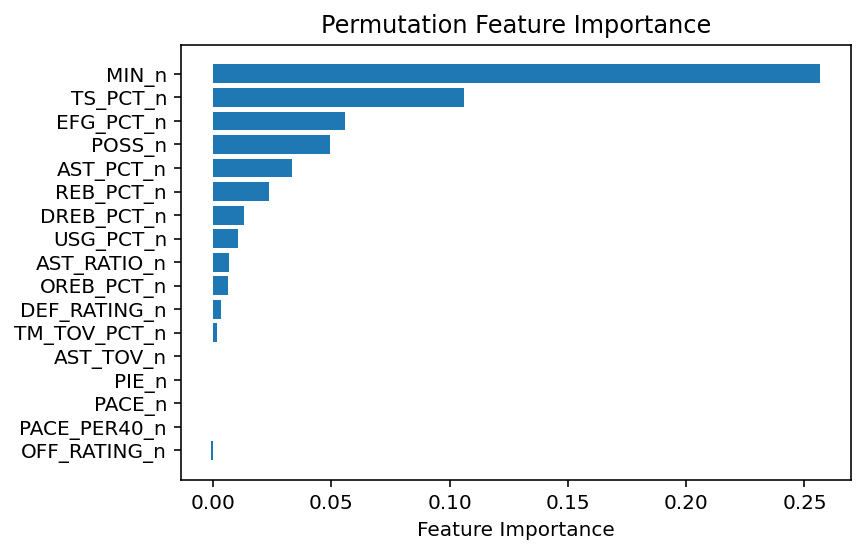 Permutation Feature Importance
MIN_n
TS_PCT_n
EFG_PCT_n
POSS_n
AST_PCT_n
REB_PCT_n
DREB_PCT_n
USG_PCT_n
AST_RATIO_n
OREB_PCT_n
DEF_RATING_n
TM_TOV_PCT_n
AST_TOV_n
PIE_n
PACE_n
PACE_PER40_n
OFF_RATING_n
0.00 0.05 0.10 0.15 0.20 0.25
Feature Importance